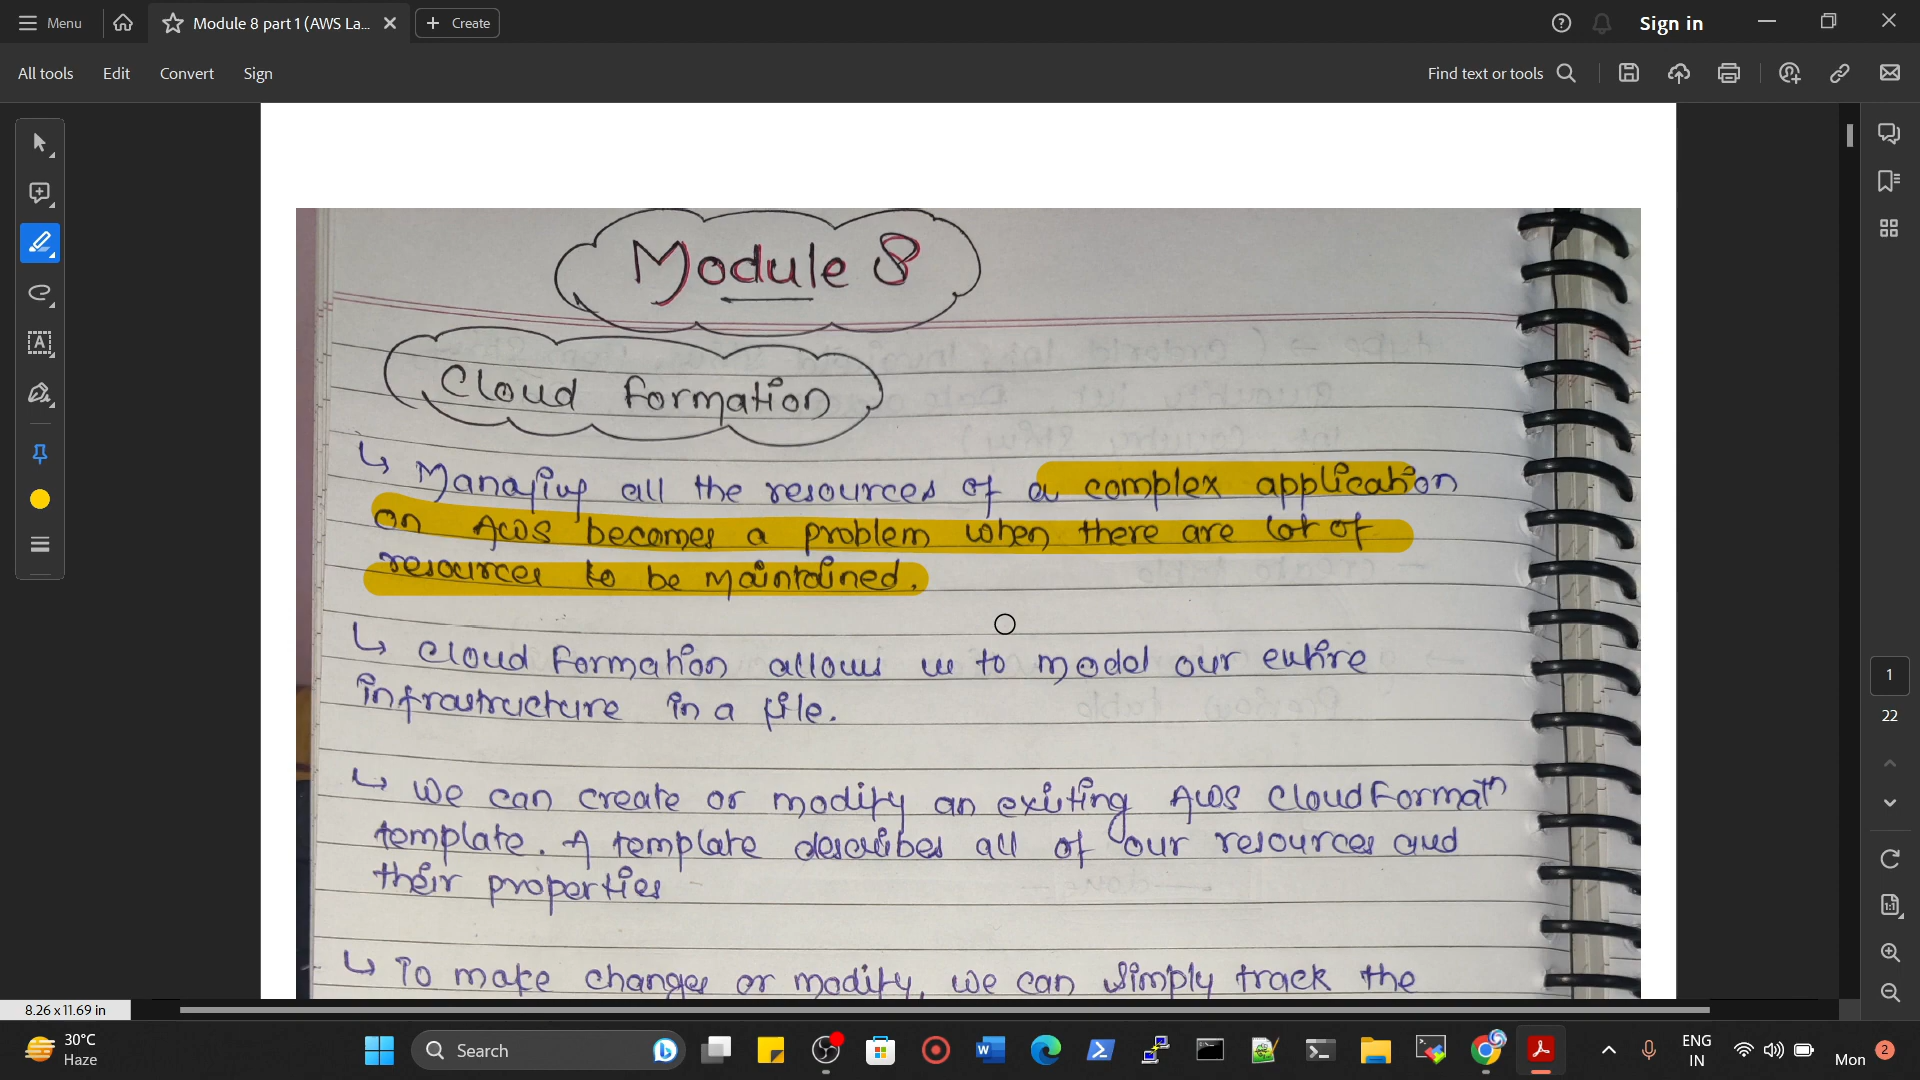 Menu
Module 8 part 1 (AWS La...
Create
Sign in
All tools
Edit
Convert
Sign
Find text or tools
Module 8
Cloud Formation
↳ Managing all the resources of a complex application
on AWS becomes a problem when there are lot of
resources to be maintained.
↳ Cloud Formation allows us to model our entire
infrastructure in a file.
↳ We can create or modify an existing AWS CloudFormatn
template. A template describes all of our resources and
their properties
↳ To make changes or modify, we can simply track the
1
22
8.26 x 11.69 in
30°C
Haze
Search
ENG
IN
Mon
2